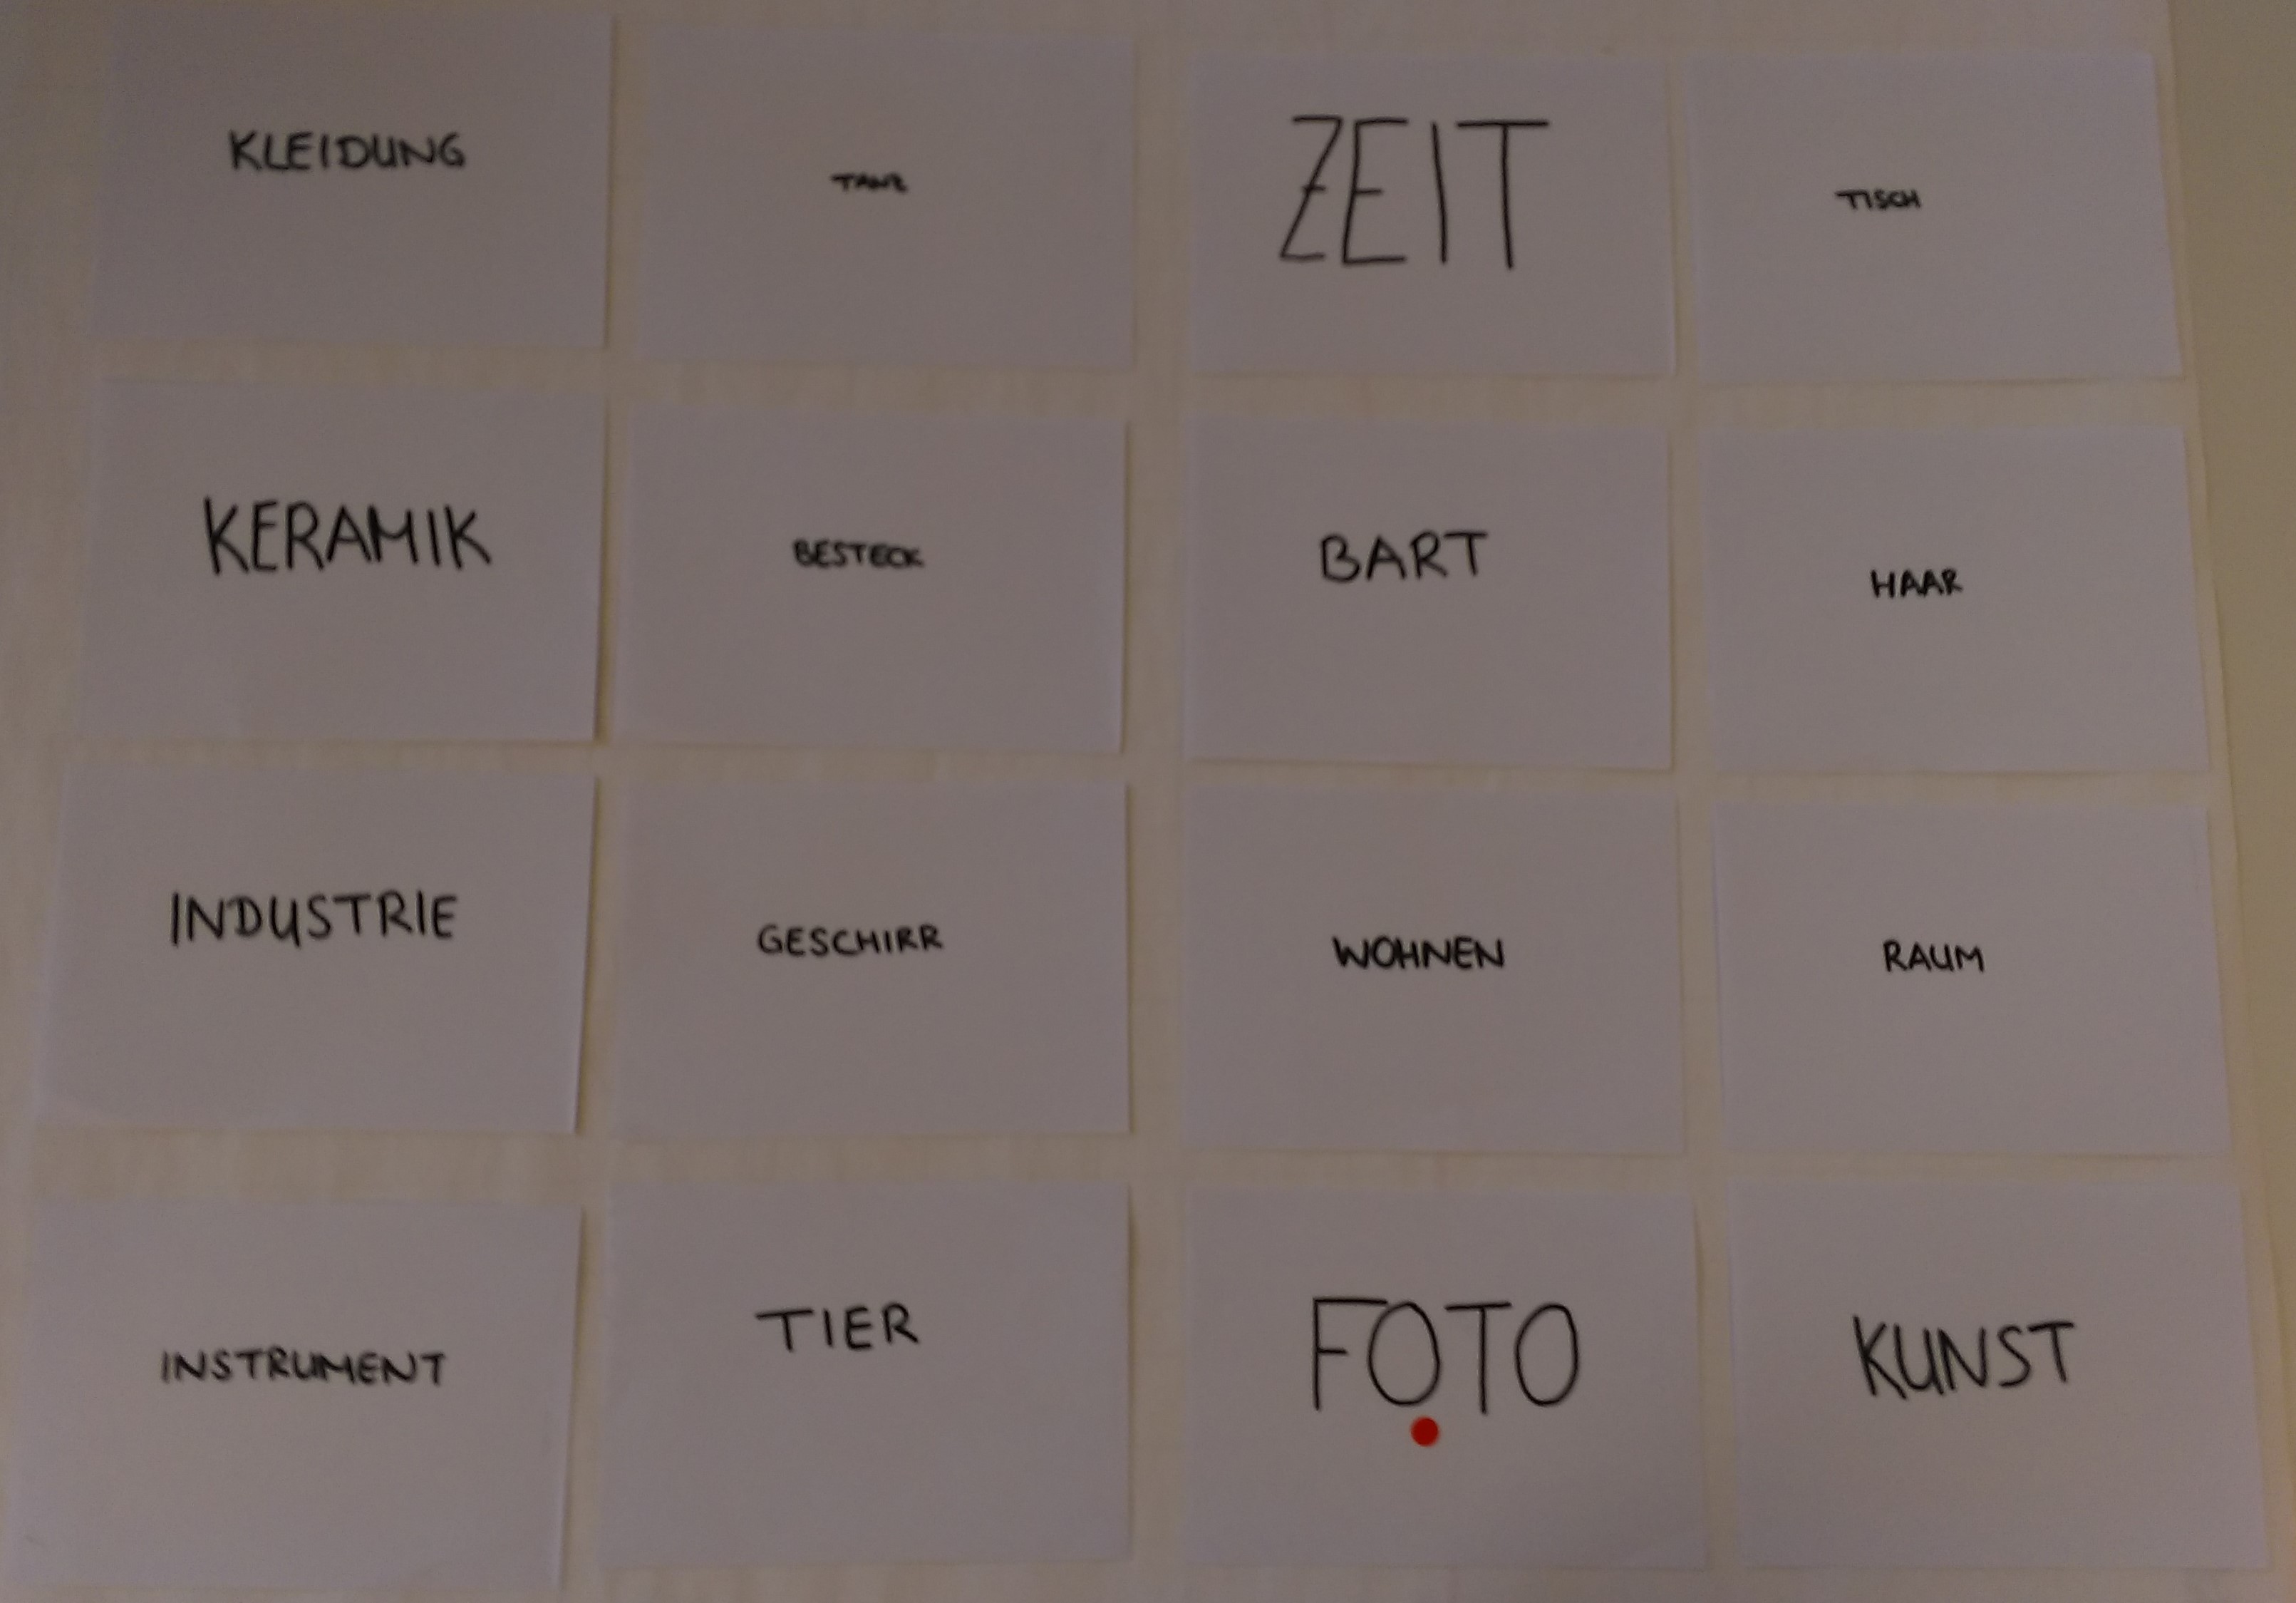 KLEIDUNG
TANZ
ZEIT
TISCH
KERAMIK
BESTECK
BART
HAAR
INDUSTRIE
GESCHIRR
WOHNEN
RAUM
INSTRUMENT
TIER
FOTO
KUNST